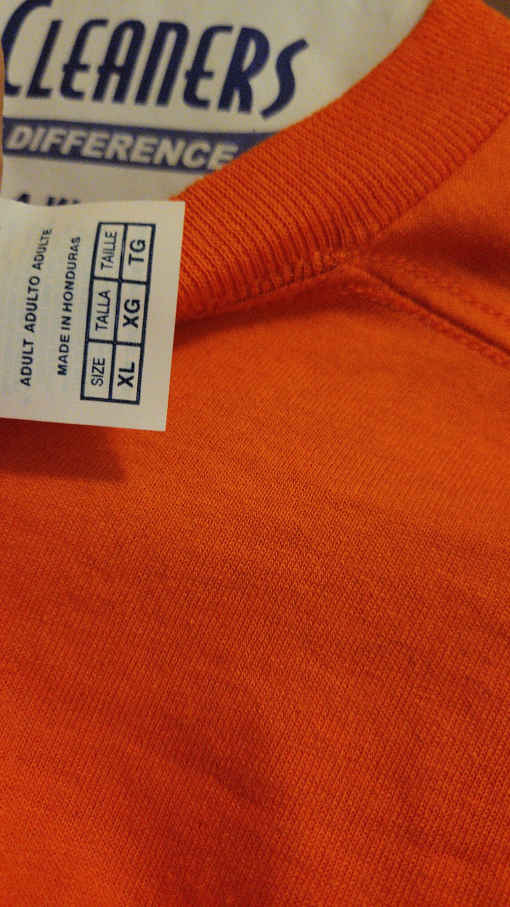 CLEANERS
DIFFERENCE
ADULT ADULTO ADULTE
MADE IN HONDURAS
SIZE TALLA TAILLE
XL XG TG